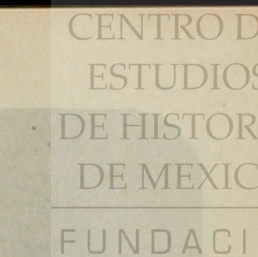 CENTRO D
ESTUDIOS
DE HISTOR
DE MEXIC
FUNDACI